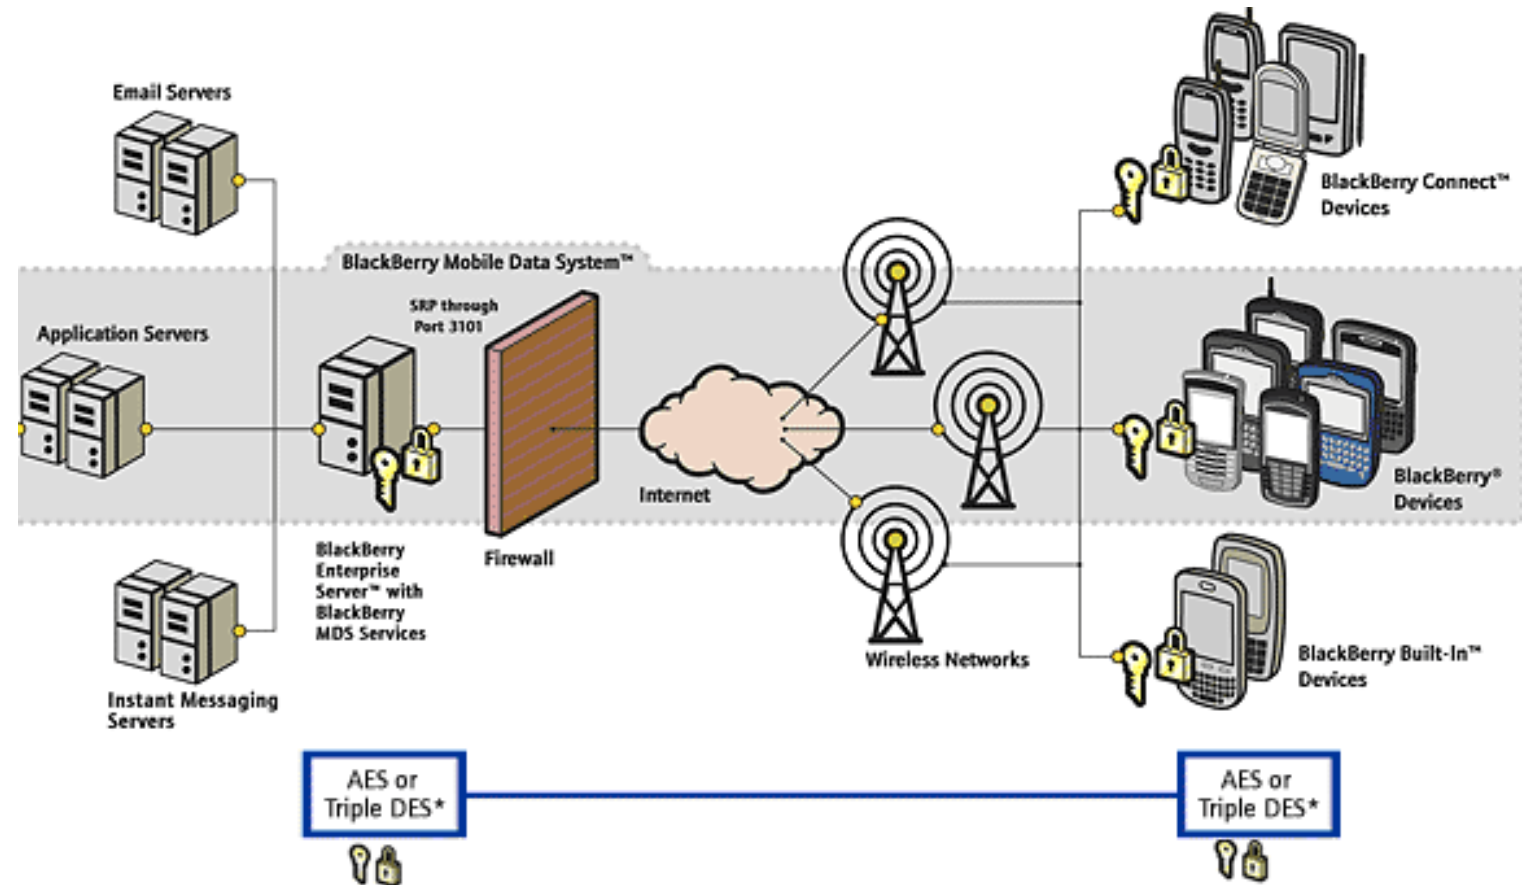 Email Servers
BlackBerry Connect™
Devices
BlackBerry Mobile Data System™
SRP through
Port 3101
Application Servers
BlackBerry®
Devices
Internet
BlackBerry
Enterprise
Server™ with
BlackBerry
MDS Services
Firewall
Wireless Networks
BlackBerry Built-In™
Devices
Instant Messaging
Servers
AES or
Triple DES*
AES or
Triple DES*